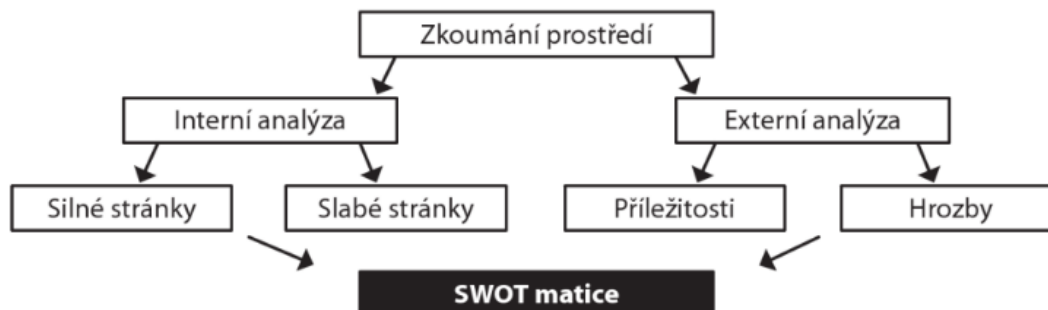 Zkoumání prostředí
Interní analýza
Externí analýza
Silné stránky
Slabé stránky
Příležitosti
Hrozby
SWOT matice